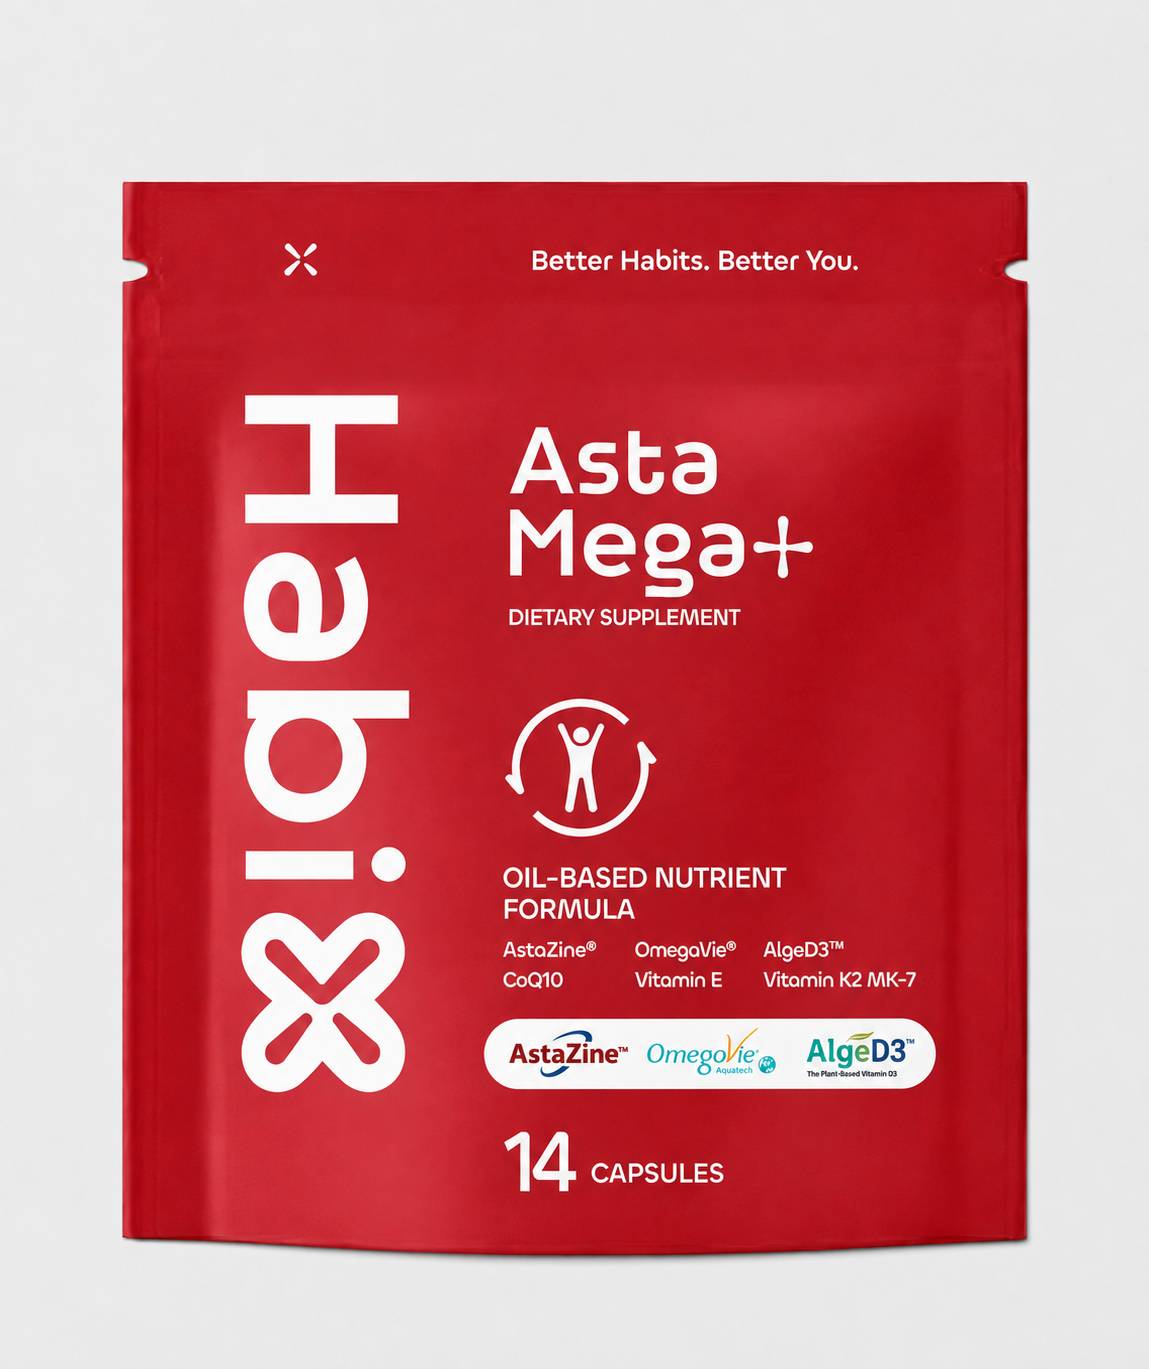 Better Habits. Better You.
Habi
Asta
Mega+
DIETARY SUPPLEMENT
OIL-BASED NUTRIENT
FORMULA
AstaZine® OmegaVie® AlgeD3™
CoQ10 Vitamin E Vitamin K2 MK-7
AstaZine™ OmegaVie® Aquatech AlgeD3™
The Plant-Based Vitamin D3
14 CAPSULES